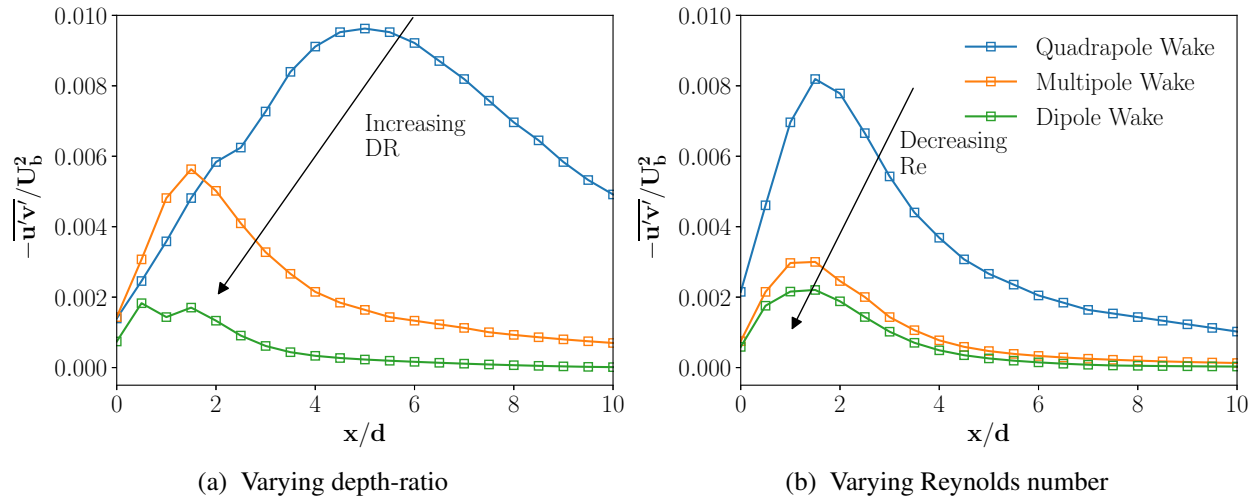 0.010
0.008
0.006
0.004
0.002
0.000
−u′v′/U_b^2
Increasing
DR
0 2 4 6 8 10
x/d
(a) Varying depth-ratio
0.010
0.008
0.006
0.004
0.002
0.000
−u′v′/U_b^2
Quadrapole Wake
Multipole Wake
Dipole Wake
Decreasing
Re
0 2 4 6 8 10
x/d
(b) Varying Reynolds number